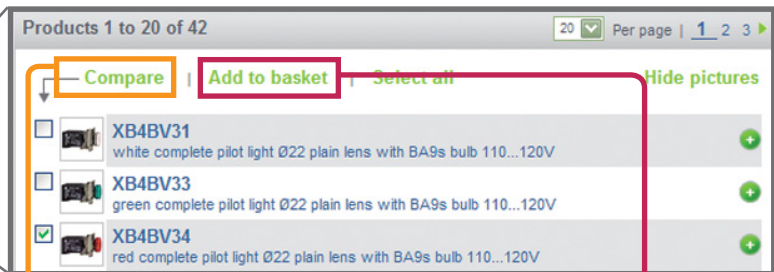 Products 1 to 20 of 42 20 Per page | 1 2 3
Compare | Add to basket | Select all Hide pictures
XB4BV31
white complete pilot light Ø22 plain lens with BA9s bulb 110...120V
XB4BV33
green complete pilot light Ø22 plain lens with BA9s bulb 110...120V
XB4BV34
red complete pilot light Ø22 plain lens with BA9s bulb 110...120V